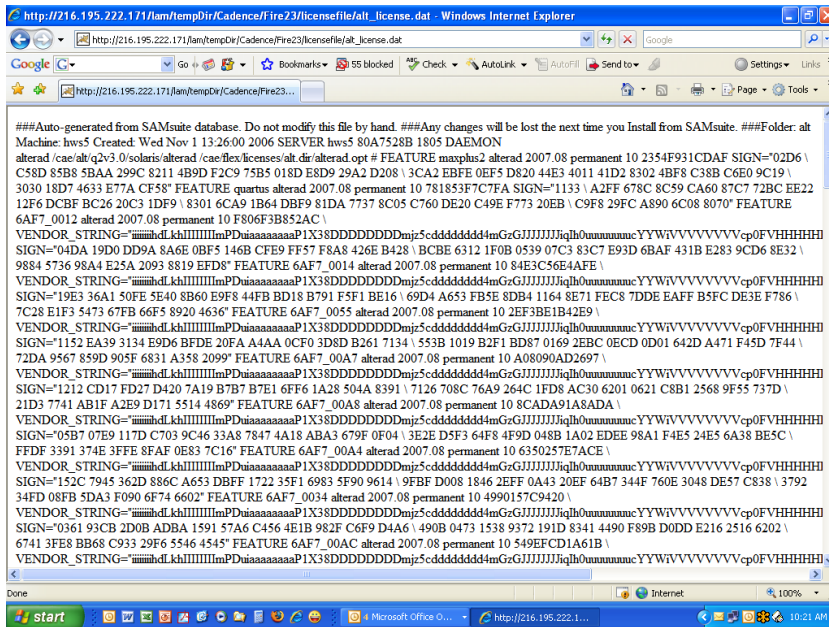 http://216.195.222.171/lam/tempDir/Cadence/Fire23/licensefile/alt_license.dat - Windows Internet Explorer
http://216.195.222.171/lam/tempDir/Cadence/Fire23/licensefile/alt_license.dat Google
Google G Go Bookmarks 55 blocked Check AutoLink AutoFill Send to Settings Links
http://216.195.222.171/lam/tempDir/Cadence/Fire23... Page Tools
###Auto-generated from SAMsuite database. Do not modify this file by hand. ###Any changes will be lost the next time you Install from SAMsuite. ###Folder: alt
Machine: hws5 Created: Wed Nov 1 13:26:00 2006 SERVER hws5 80A7528B 1805 DAEMON
alterad /cae/alt/q2v3.0/solaris/alterad /cae/flex/licenses/alt.dir/alterad.opt # FEATURE maxplus2 alterad 2007.08 permanent 10 2354F931CDAF SIGN="02D6 \
C58D 85B8 5BAA 299C 8211 4B9D F2C9 75B5 018D E8D9 29A2 D208 \ 3CA2 EBFE 0EF5 D820 44E3 4011 41D2 8302 4BF8 C38B C6E0 9C19 \
3030 18D7 4633 E77A CF58" FEATURE quartus alterad 2007.08 permanent 10 781853F7C7FA SIGN="1133 \ A2FF 678C 8C59 CA60 87C7 72BC EE22
12F6 DCBF BC26 20C3 1DF9 \ 8301 6CA9 1B64 DBF9 81DA 7737 8C05 C760 DE20 C49E F773 20EB \ C9F8 29FC A890 6C08 8070" FEATURE
6AF7_0012 alterad 2007.08 permanent 10 F806F3B852AC \
SIGN="04DA 19D0 DD9A 8A6E 0BF5 146B CFE9 FF57 F8A8 426E B428 \ BCBE 6312 1F0B 0539 07C3 83C7 E93D 6BAF 431B E283 9CD6 8E32 \
9884 5736 98A4 E25A 2093 8819 EFD8" FEATURE 6AF7_0014 alterad 2007.08 permanent 10 84E3C56E4AFE \
SIGN="19E3 36A1 50FE 5E40 8B60 E9F8 44FB BD18 B791 F5F1 BE16 \ 69D4 A653 FB5E 8DB4 1164 8E71 FEC8 7DDE EAFF B5FC DE3E F786 \
7C28 E1F3 5473 67FB 66F5 8920 4636" FEATURE 6AF7_0055 alterad 2007.08 permanent 10 2EF3BE1B42E9 \
SIGN="1152 EA39 3134 E9D6 BFDE 20FA A4AA 0CF0 3D8D B261 7134 \ 553B 1019 B2F1 BD87 0169 2EBC 0ECD 0D01 642D A471 F45D 7F44 \
72DA 9567 859D 905F 6831 A358 2099" FEATURE 6AF7_00A7 alterad 2007.08 permanent 10 A08090AD2697 \
SIGN="1212 CD17 FD27 D420 7A19 B7B7 B7E1 6FF6 1A28 504A 8391 \ 7126 708C 76A9 264C 1FD8 AC30 6201 0621 C8B1 2568 9F55 737D \
21D3 7741 AB1F A2E9 D171 5514 4869" FEATURE 6AF7_00A8 alterad 2007.08 permanent 10 8CADA91A8ADA \
SIGN="05B7 07E9 117D C703 9C46 33A8 7847 4A18 ABA3 679F 0F04 \ 3E2E D5F3 64F8 4F9D 048B 1A02 EDEE 98A1 F4E5 24E5 6A38 BE5C \
FFDF 3391 374E 3FFE 8FAF 0E83 7C16" FEATURE 6AF7_00A4 alterad 2007.08 permanent 10 6350257E7ACE \
SIGN="152C 7945 362D 886C A653 DBFF 1722 35F1 6983 5F90 9614 \ 9FBF D008 1846 2EFF 0A43 20EF 64B7 344F 760E 3048 DE57 C838 \ 3792
34FD 08FB 5DA3 F090 6F74 6602" FEATURE 6AF7_0034 alterad 2007.08 permanent 10 4990157C9420 \
SIGN="0361 93CB 2D0B ADBA 1591 57A6 C456 4E1B 982F C6F9 D4A6 \ 490B 0473 1538 9372 191D 8341 4490 F89B D0DD E216 2516 6202 \
6741 3FE8 BB68 C933 29F6 5546 4545" FEATURE 6AF7_00AC alterad 2007.08 permanent 10 549EFCD1A61B \
Done Internet 100%
start 4 Microsoft Office O... http://216.195.222.1... 10:21 AM